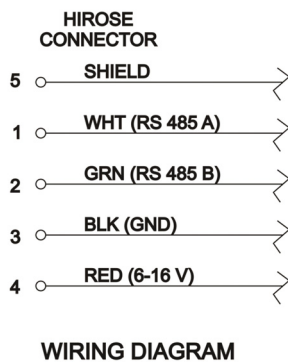 HIROSE
CONNECTOR
5 SHIELD
1 WHT (RS 485 A)
2 GRN (RS 485 B)
3 BLK (GND)
4 RED (6-16 V)
WIRING DIAGRAM